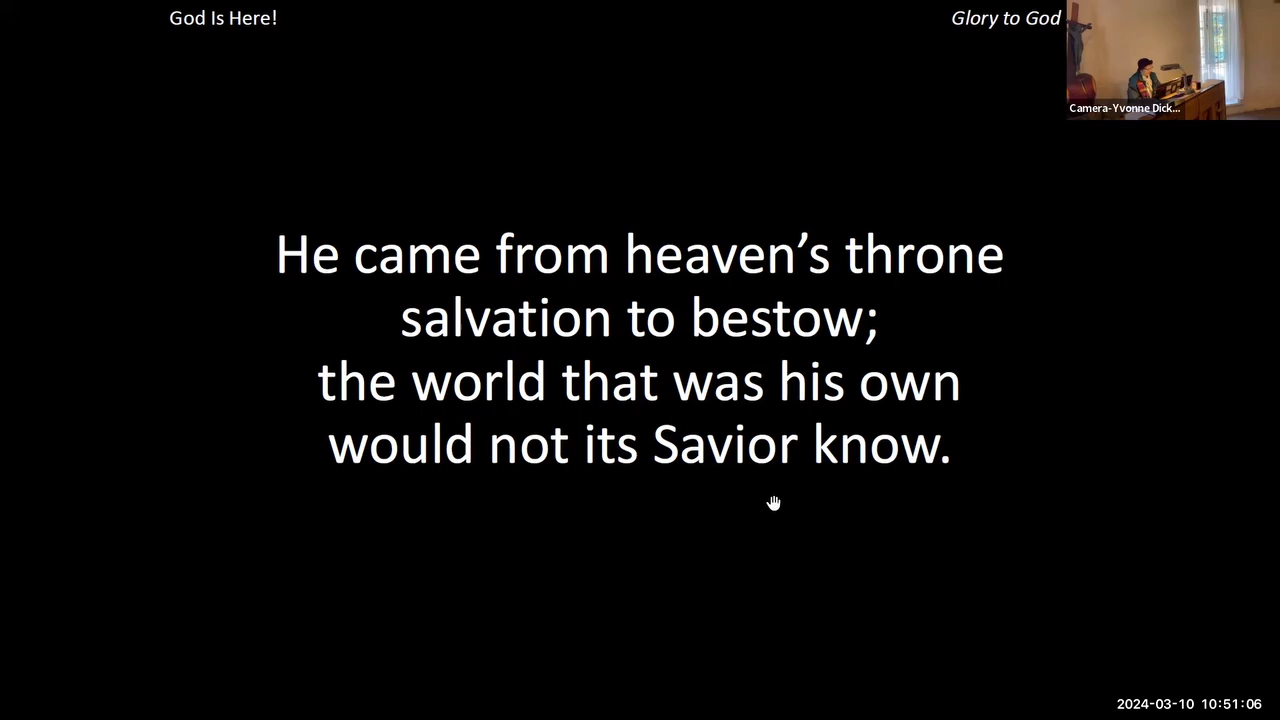 God Is Here!
Glory to God
Camera-Yvonne Dick...
He came from heaven’s throne
salvation to bestow;
the world that was his own
would not its Savior know.
2024-03-10 10:51:06